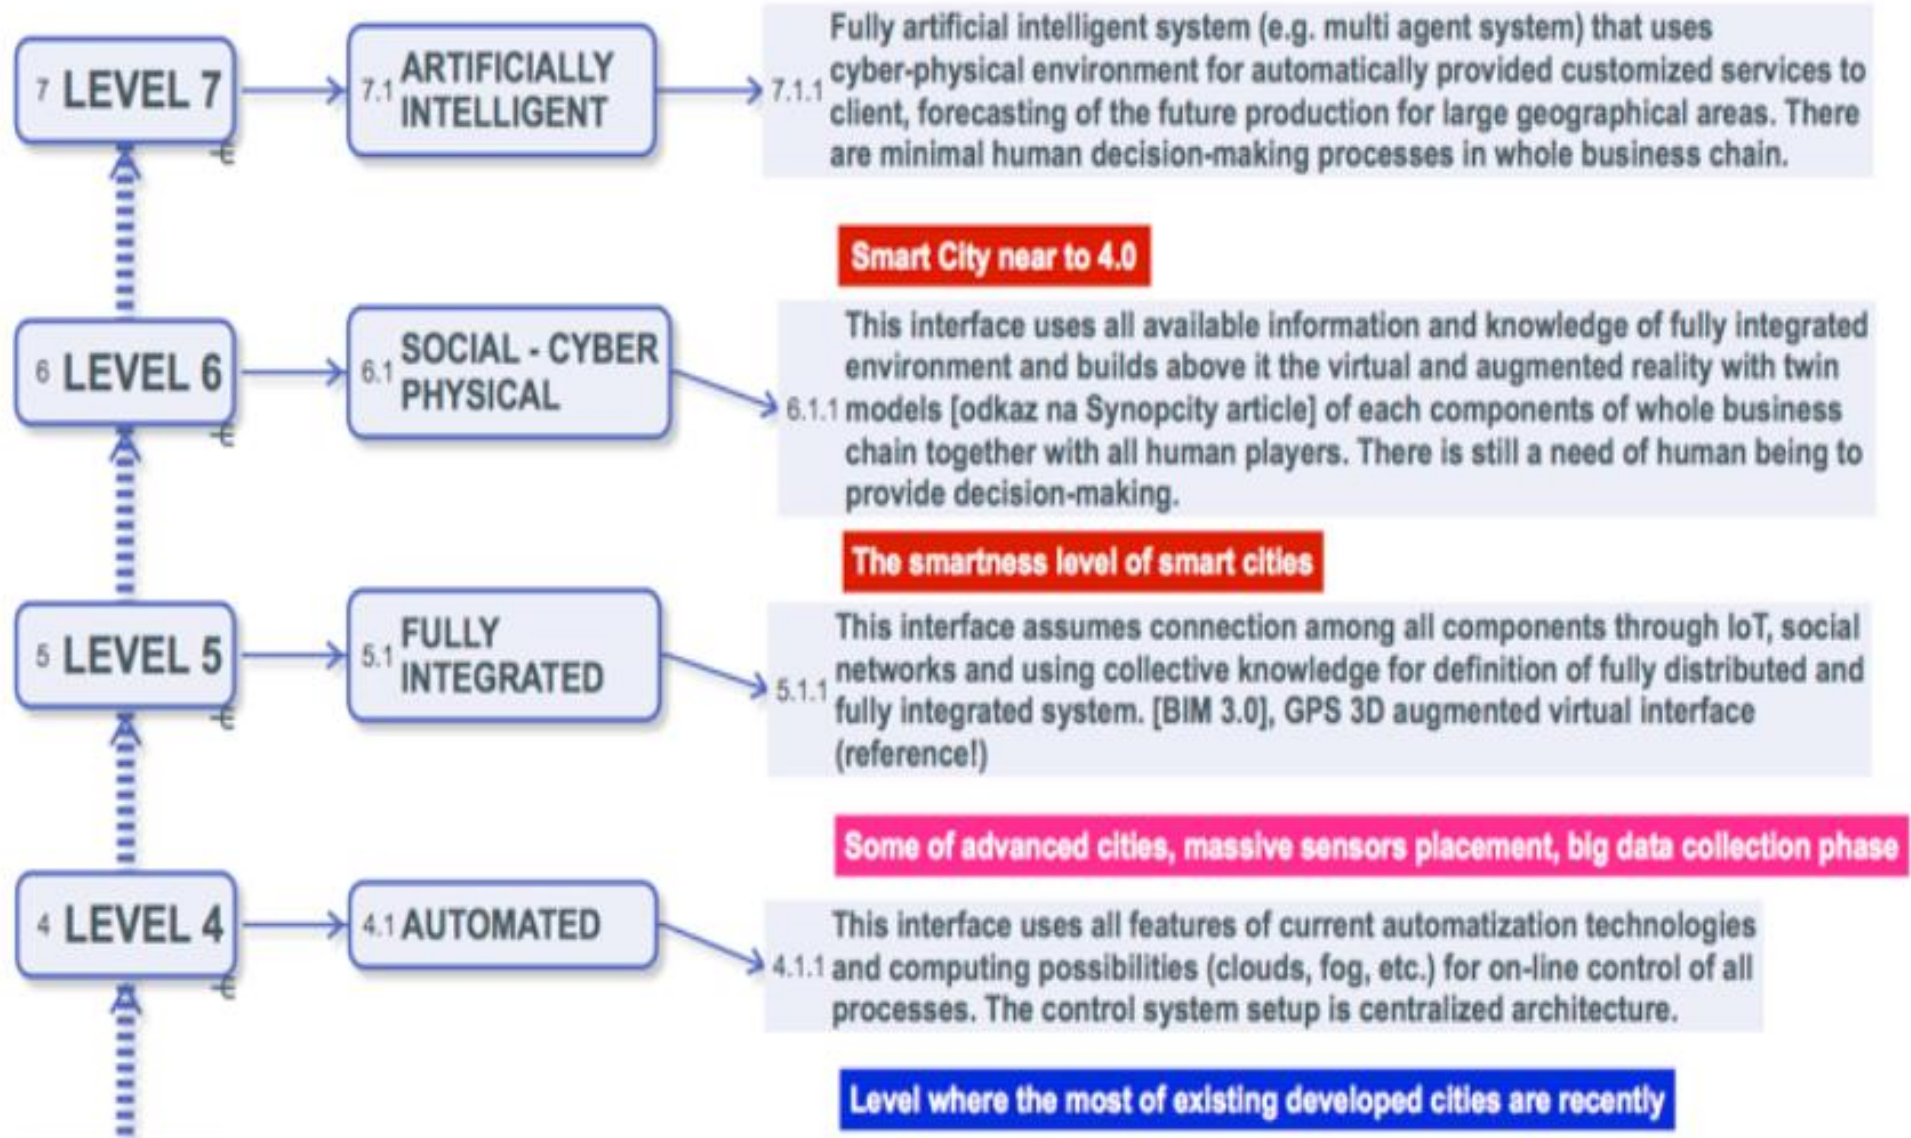 7 LEVEL 7
7.1 ARTIFICIALLY
INTELLIGENT
7.1.1
Fully artificial intelligent system (e.g. multi agent system) that uses
cyber-physical environment for automatically provided customized services to
client, forecasting of the future production for large geographical areas. There
are minimal human decision-making processes in whole business chain.
Smart City near to 4.0
6 LEVEL 6
6.1 SOCIAL - CYBER
PHYSICAL
6.1.1
This interface uses all available information and knowledge of fully integrated
environment and builds above it the virtual and augmented reality with twin
models [odkaz na Synopcity article] of each components of whole business
chain together with all human players. There is still a need of human being to
provide decision-making.
The smartness level of smart cities
5 LEVEL 5
5.1 FULLY
INTEGRATED
5.1.1
This interface assumes connection among all components through IoT, social
networks and using collective knowledge for definition of fully distributed and
fully integrated system. [BIM 3.0], GPS 3D augmented virtual interface
(reference!)
Some of advanced cities, massive sensors placement, big data collection phase
4 LEVEL 4
4.1 AUTOMATED
4.1.1
This interface uses all features of current automatization technologies
and computing possibilities (clouds, fog, etc.) for on-line control of all
processes. The control system setup is centralized architecture.
Level where the most of existing developed cities are recently